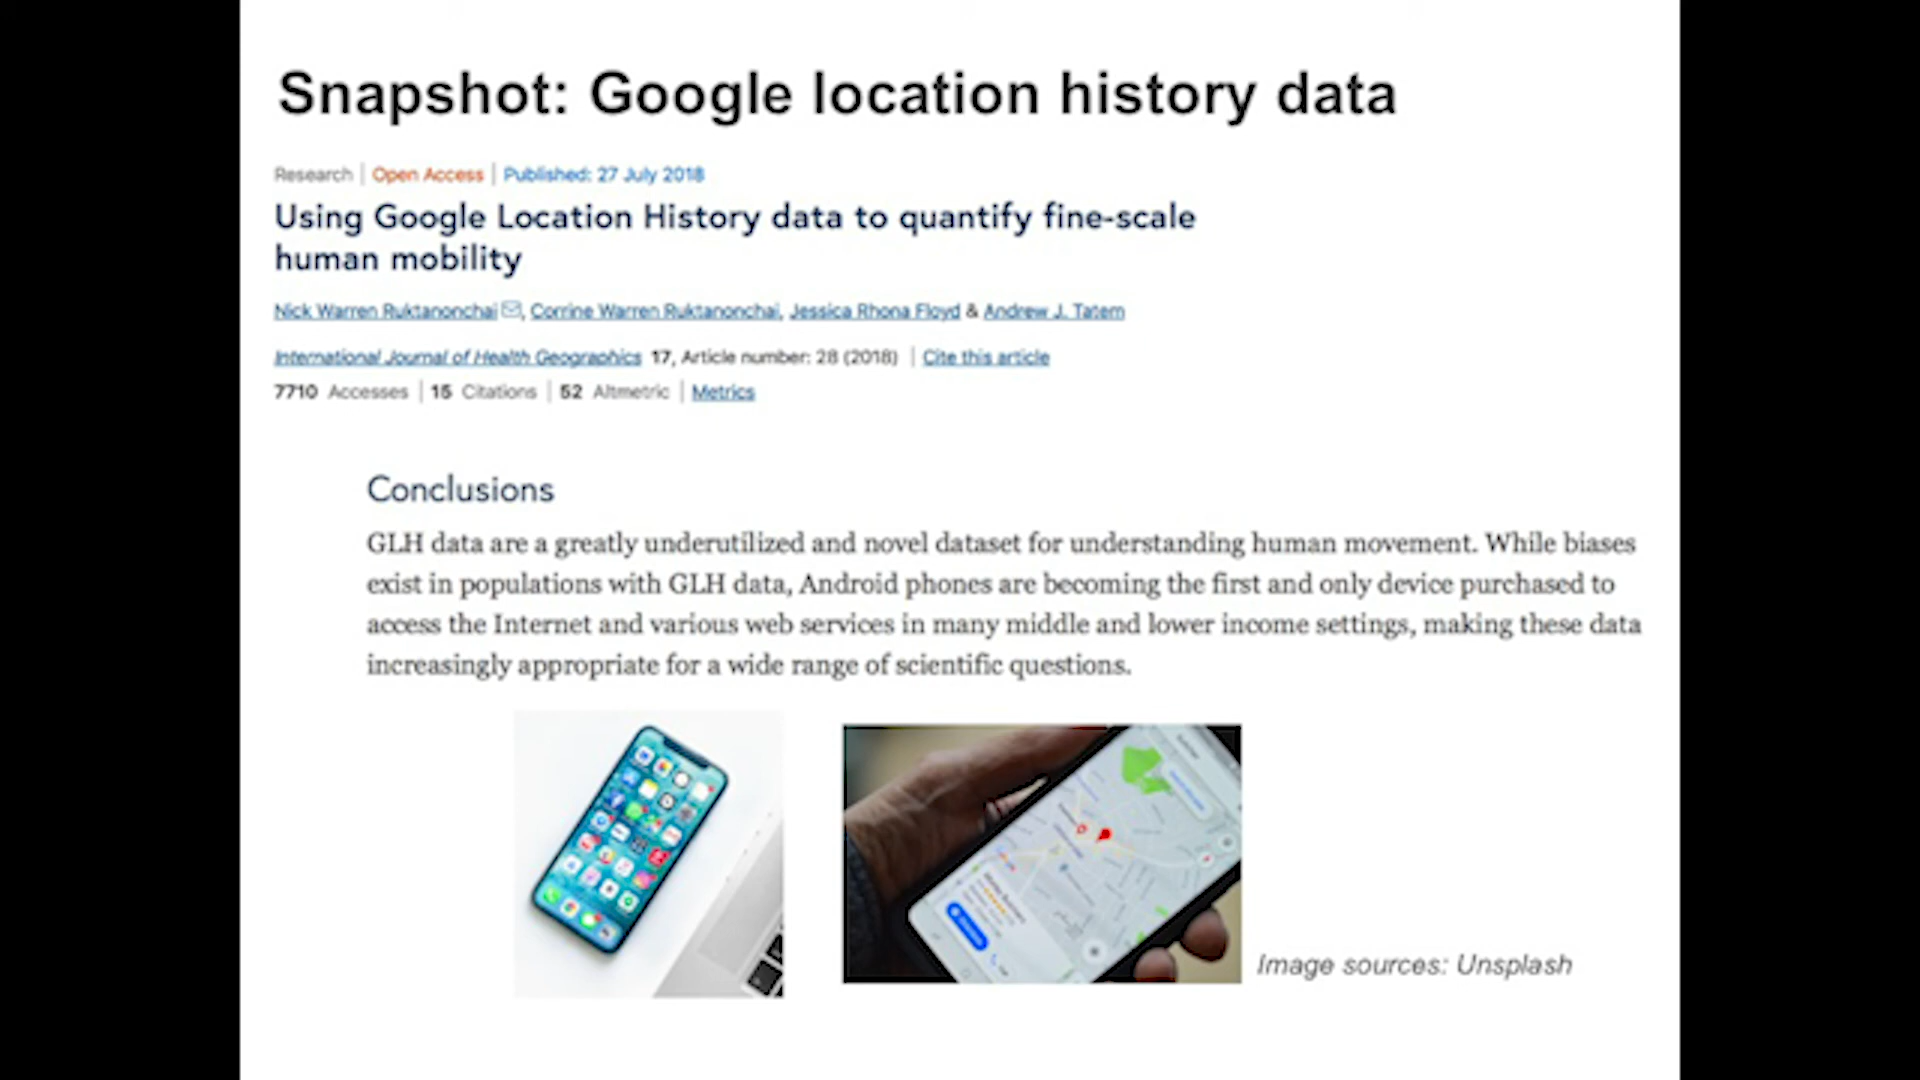 Snapshot: Google location history data
Research | Open Access | Published: 27 July 2018
Using Google Location History data to quantify fine-scale
human mobility
Nick Warren Ruktanonchai, Corrine Warren Ruktanonchai, Jessica Rhona Floyd & Andrew J. Tatem
International Journal of Health Geographics 17, Article number: 28 (2018) | Cite this article
7710 Accesses | 15 Citations | 52 Altmetric | Metrics
Conclusions
GLH data are a greatly underutilized and novel dataset for understanding human movement. While biases
exist in populations with GLH data, Android phones are becoming the first and only device purchased to
access the Internet and various web services in many middle and lower income settings, making these data
increasingly appropriate for a wide range of scientific questions.
Image sources: Unsplash